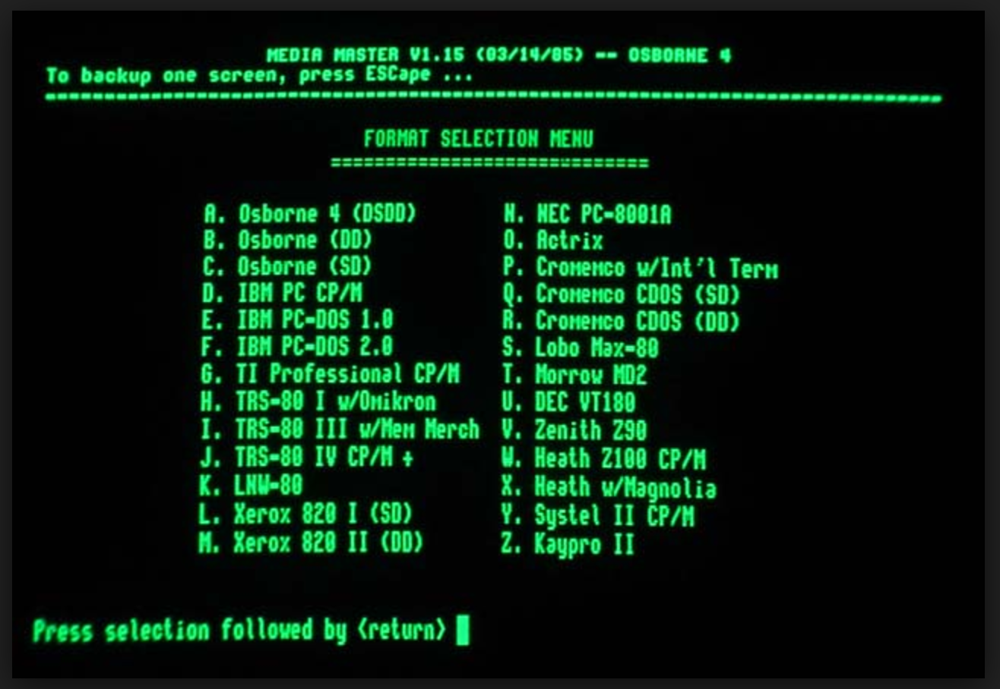 MEDIA MASTER V1.15 (03/14/85) -- OSBORNE 4
To backup one screen, press ESCape ...
--------------------------------------------------------------------------------
FORMAT SELECTION MENU
=============================
A. Osborne 4 (DSDD) N. NEC PC-8001A
B. Osborne (DD) O. Actrix
C. Osborne (SD) P. Cromemco w/Int'l Term
D. IBM PC CP/M Q. Cromemco CDOS (SD)
E. IBM PC-DOS 1.0 R. Cromemco CDOS (DD)
F. IBM PC-DOS 2.0 S. Lobo Max-80
G. TI Professional CP/M T. Morrow MD2
H. TRS-80 I w/Omikron U. DEC VT180
I. TRS-80 III w/Mem Merch V. Zenith Z90
J. TRS-80 IV CP/M + W. Heath Z100 CP/M
K. LNW-80 X. Heath w/Magnolia
L. Xerox 820 I (SD) Y. Systel II CP/M
M. Xerox 820 II (DD) Z. Kaypro II
Press selection followed by <return>